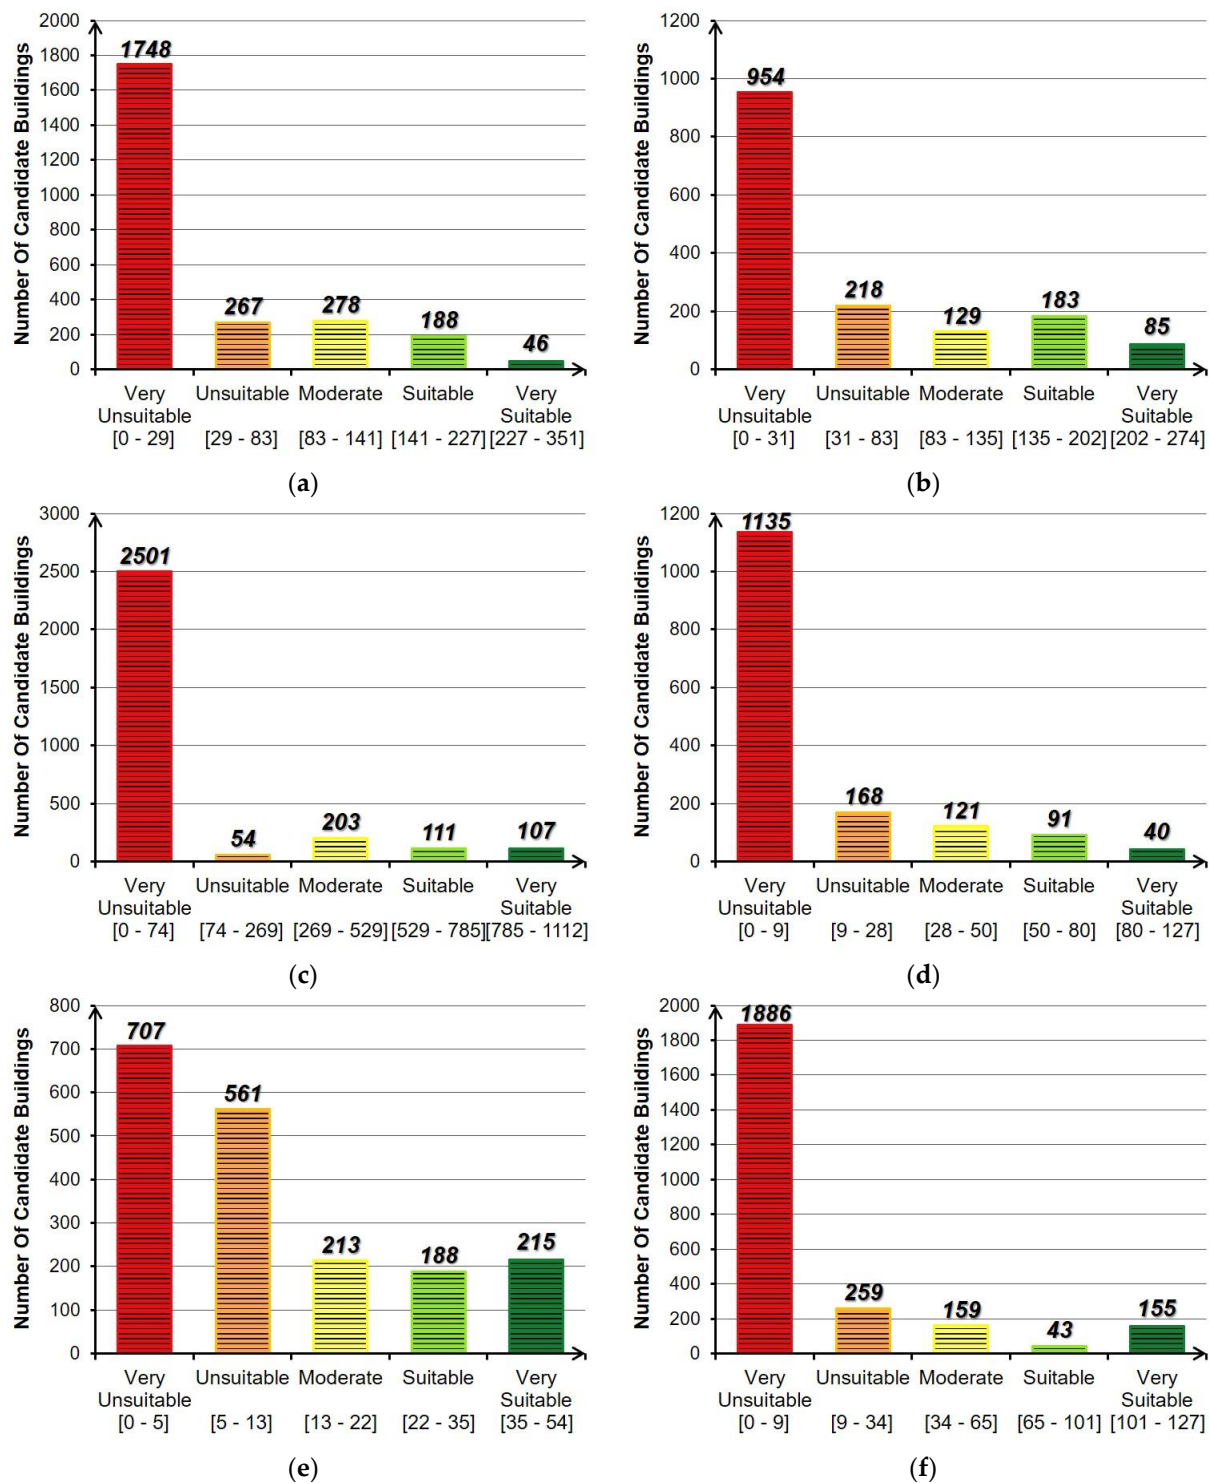 Number Of Candidate Buildings
2000
1800
1600
1400
1200
1000
800
600
400
200
0
1748
267
278
188
46
Very Unsuitable Moderate Suitable Very
Unsuitable Suitable
[0 - 29] [29 - 83] [83 - 141] [141 - 227] [227 - 351]
(a)
Number Of Candidate Buildings
1200
1000
800
600
400
200
0
954
218
129
183
85
Very Unsuitable Moderate Suitable Very
Unsuitable Suitable
[0 - 31] [31 - 83] [83 - 135] [135 - 202] [202 - 274]
(b)
Number Of Candidate Buildings
3000
2500
2000
1500
1000
500
0
2501
54
203
111
107
Very Unsuitable Moderate Suitable Very
Unsuitable Suitable
[0 - 74] [74 - 269] [269 - 529] [529 - 785] [785 - 1112]
(c)
Number Of Candidate Buildings
1200
1000
800
600
400
200
0
1135
168
121
91
40
Very Unsuitable Moderate Suitable Very
Unsuitable Suitable
[0 - 9] [9 - 28] [28 - 50] [50 - 80] [80 - 127]
(d)
Number Of Candidate Buildings
800
700
600
500
400
300
200
100
0
707
561
213
188
215
Very Unsuitable Moderate Suitable Very
Unsuitable Suitable
[0 - 5] [5 - 13] [13 - 22] [22 - 35] [35 - 54]
(e)
Number Of Candidate Buildings
2000
1800
1600
1400
1200
1000
800
600
400
200
0
1886
259
159
43
155
Very Unsuitable Moderate Suitable Very
Unsuitable Suitable
[0 - 9] [9 - 34] [34 - 65] [65 - 101] [101 - 127]
(f)